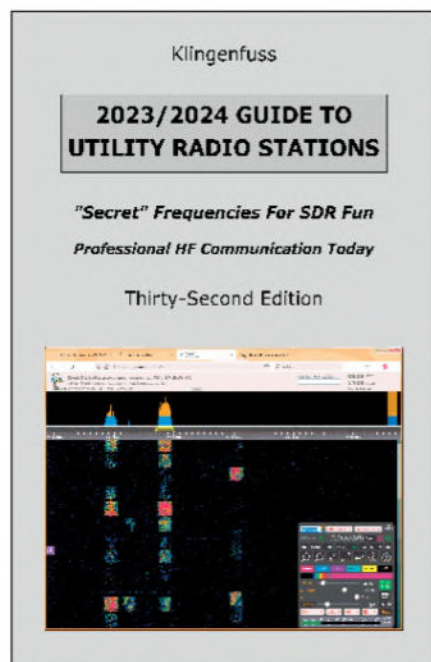 Klingenfuss
2023/2024 GUIDE TO
UTILITY RADIO STATIONS
"Secret" Frequencies For SDR Fun
Professional HF Communication Today
Thirty-Second Edition